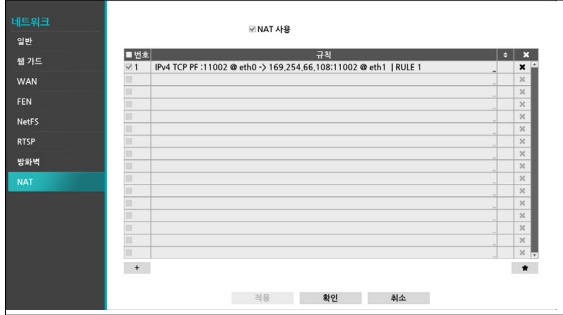 네트워크
일반
웹 가드
WAN
FEN
NetFS
RTSP
방화벽
NAT
NAT 사용
번호 규칙
1 IPv4 TCP PF :11002 @ eth0 -> 169,254,66,108:11002 @ eth1 | RULE 1
+
적용 확인 취소